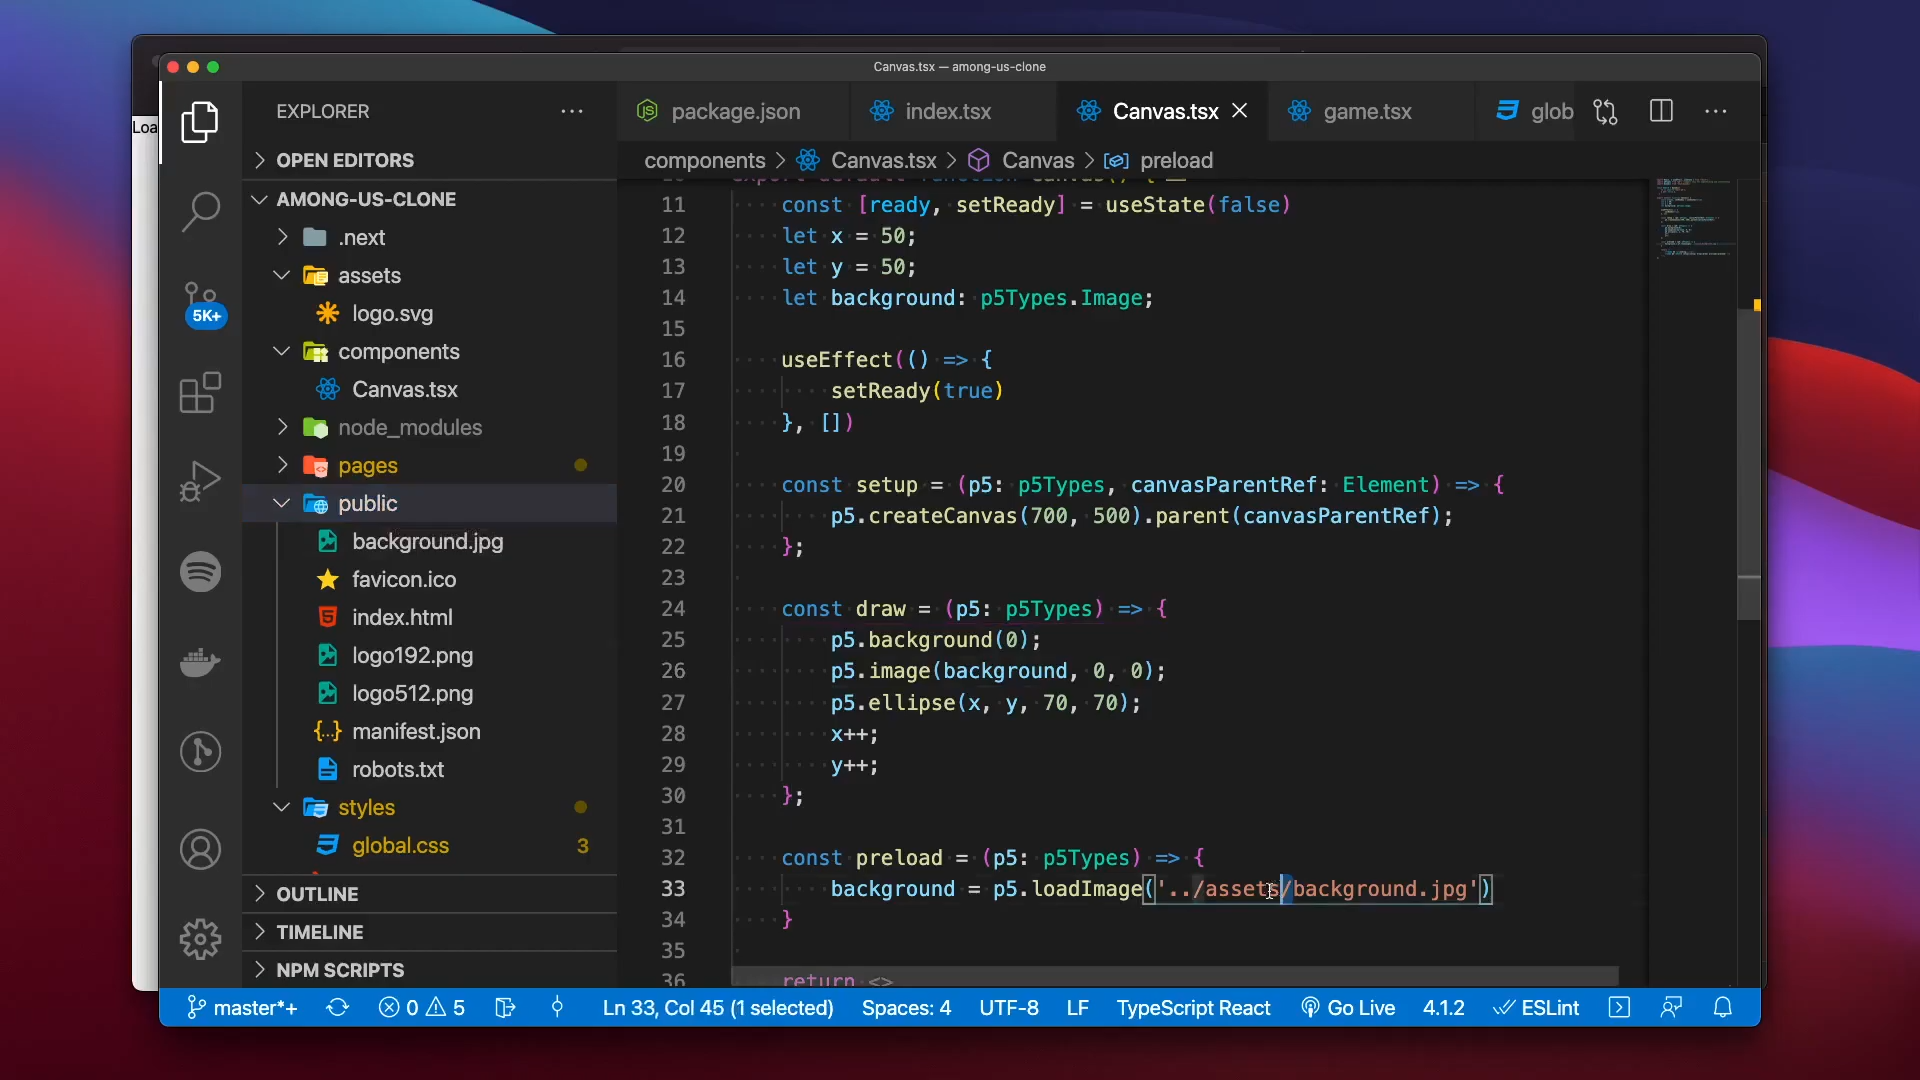 Canvas.tsx — among-us-clone
Loa
EXPLORER
package.json
index.tsx
Canvas.tsx
game.tsx
glob
OPEN EDITORS
components > Canvas.tsx > Canvas > preload
AMONG-US-CLONE
.next
assets
logo.svg
components
Canvas.tsx
node_modules
pages
public
background.jpg
favicon.ico
index.html
logo192.png
logo512.png
manifest.json
robots.txt
styles
global.css 3
OUTLINE
TIMELINE
NPM SCRIPTS
5K+
11 const [ready, setReady] = useState(false)
12 let x = 50;
13 let y = 50;
14 let background: p5Types.Image;
15
16 useEffect(() => {
17 setReady(true)
18 }, [])
19
20 const setup = (p5: p5Types, canvasParentRef: Element) => {
21 p5.createCanvas(700, 500).parent(canvasParentRef);
22 };
23
24 const draw = (p5: p5Types) => {
25 p5.background(0);
26 p5.image(background, 0, 0);
27 p5.ellipse(x, y, 70, 70);
28 x++;
29 y++;
30 };
31
32 const preload = (p5: p5Types) => {
33 background = p5.loadImage('../assets/background.jpg')
34 }
35
36 return <>
master*+ 0 5 Ln 33, Col 45 (1 selected) Spaces: 4 UTF-8 LF TypeScript React Go Live 4.1.2 ESLint